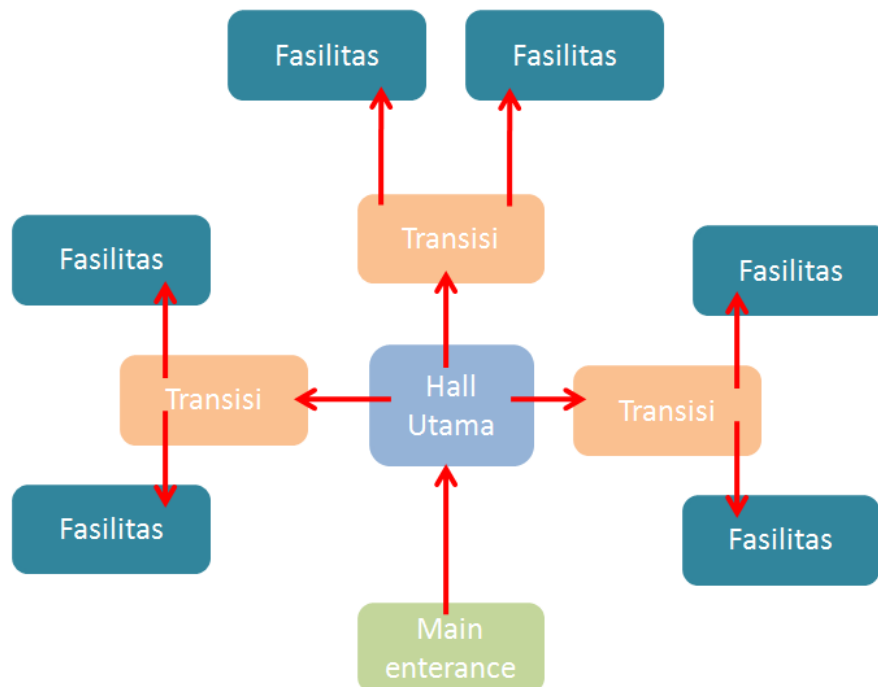 Fasilitas
Fasilitas
Transisi
Fasilitas
Fasilitas
Transisi
Hall
Utama
Transisi
Fasilitas
Fasilitas
Main
enterance